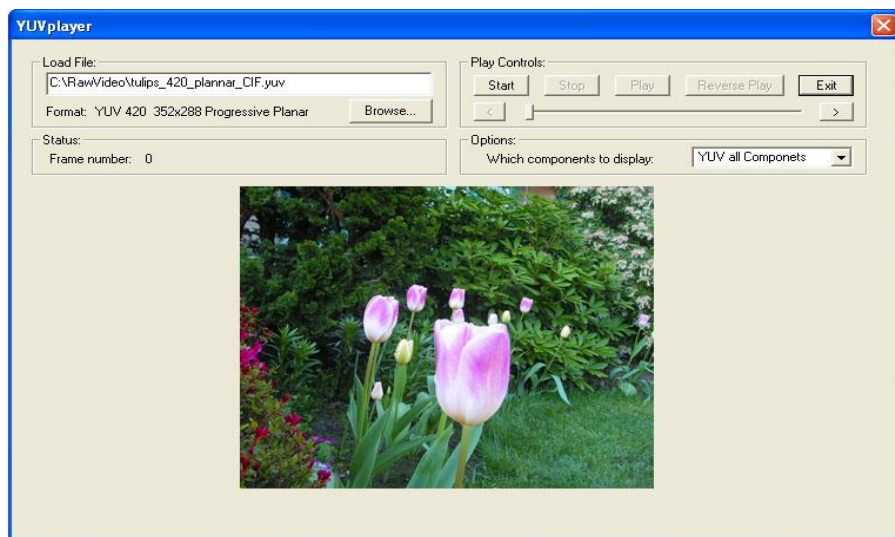 YUVplayer
Load File:
C:\RawVideo\tulips_420_plannar_CIF.yuv
Format: YUV 420 352x288 Progressive Planar
Browse...
Play Controls:
Start Stop Play Reverse Play Exit
< >
Status:
Frame number: 0
Options:
Which components to display: YUV all Componets